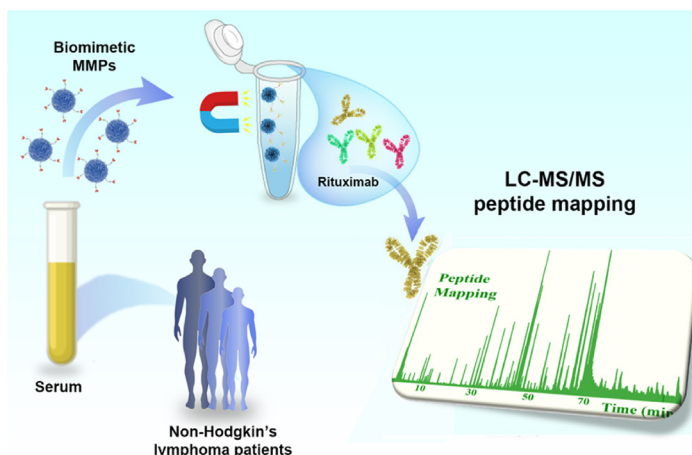 Biomimetic
MMPs
Rituximab
LC-MS/MS
peptide mapping
Peptide
Mapping
10
30
50
70
Time (min
Serum
Non-Hodgkin's
lymphoma patients